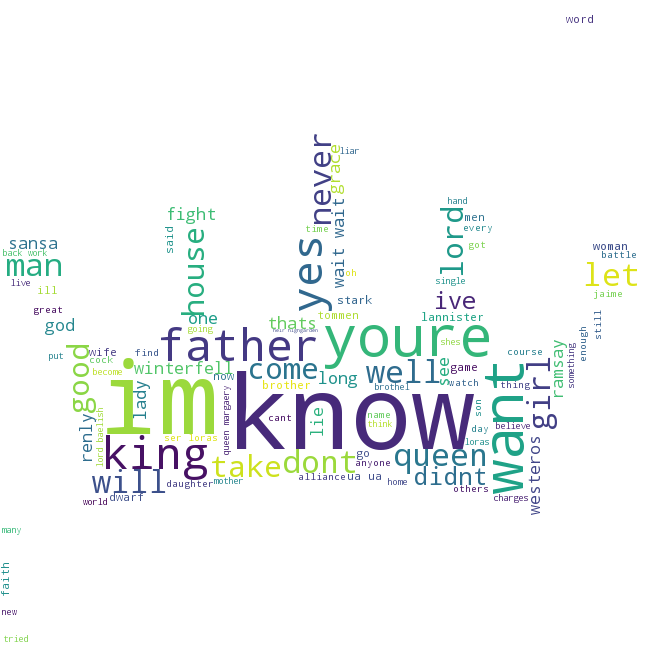 word
never
liar
grace
hand
fight
lord
men
said
house
time
wait wait
every
sansa
yes
got
woman
back work
battle
man
oh
single
let
live
ill
stark
ive
jaime
great
one
tommen
lannister
still
god
thats
going
father
youre
shes
put
wife
find
come
well
see
course
enough
good
cock
winterfell
game
something
become
im
now
long
know
watch
want
thing
girl
ramsay
lady
brother
brothel
queen margaery
cant
lie
name
think
son
renly
lord baelish
king
ser loras
day
believe
take
dont
go
queen
loras
westeros
anyone
will
daughter
mother
alliance
ua ua
home
didnt
others
world
dwarf
charges
many
faith
new
tried